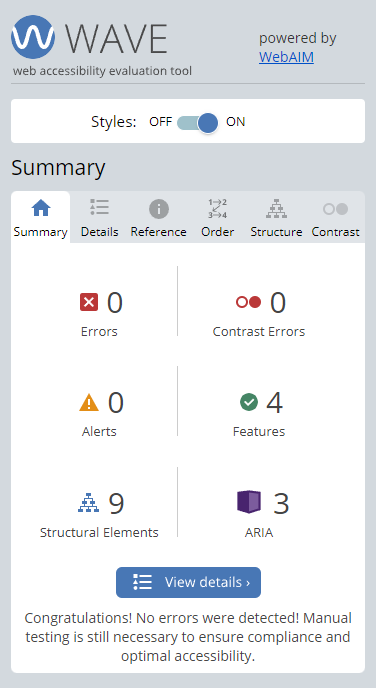 WAVE
web accessibility evaluation tool
powered by
WebAIM
Styles: OFF ON
Summary
Summary Details Reference Order Structure Contrast
0 0
Errors Contrast Errors
0 4
Alerts Features
9 3
Structural Elements ARIA
View details ›
Congratulations! No errors were detected! Manual
testing is still necessary to ensure compliance and
optimal accessibility.